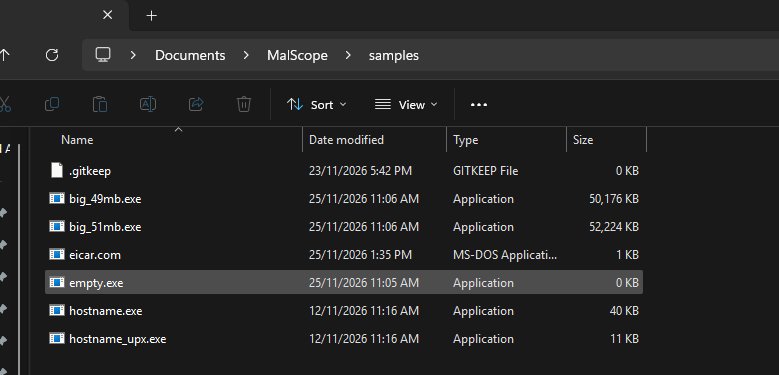 Documents > MalScope > samples
Sort View
Name Date modified Type Size
.gitkeep 23/11/2026 5:42 PM GITKEEP File 0 KB
big_49mb.exe 25/11/2026 11:06 AM Application 50,176 KB
big_51mb.exe 25/11/2026 11:06 AM Application 52,224 KB
eicar.com 25/11/2026 1:35 PM MS-DOS Applicati... 1 KB
empty.exe 25/11/2026 11:05 AM Application 0 KB
hostname.exe 12/11/2026 11:16 AM Application 40 KB
hostname_upx.exe 12/11/2026 11:16 AM Application 11 KB